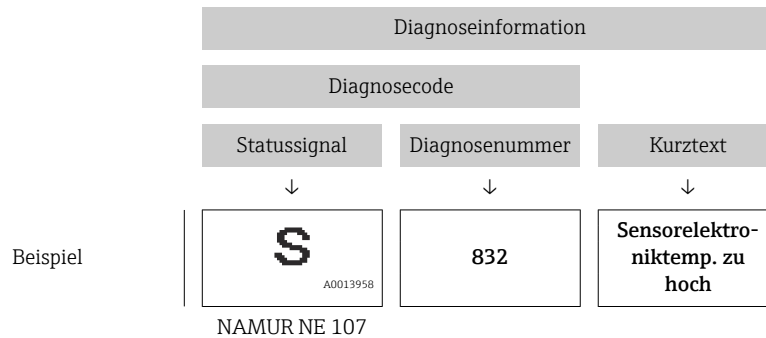 Diagnoseinformation
Diagnosecode
Statussignal Diagnosenummer Kurztext
↓ ↓ ↓
Beispiel
S
A0013958
832
Sensorelektro-
niktemp. zu
hoch
NAMUR NE 107